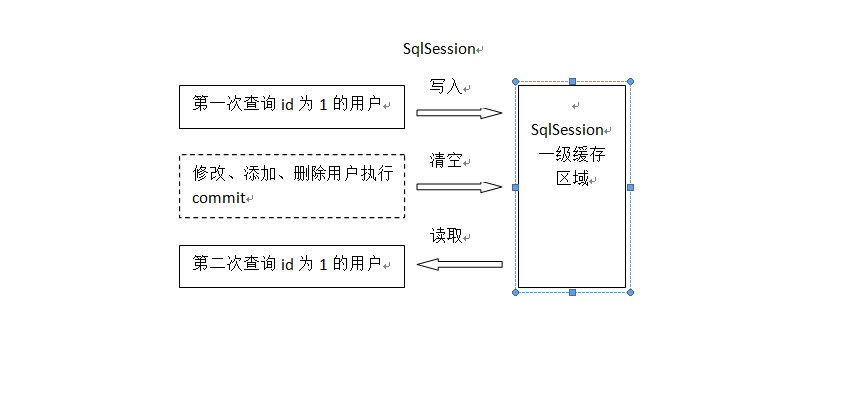 SqlSession
写入
第一次查询 id 为 1 的用户
清空
修改、添加、删除用户执行
commit
读取
第二次查询 id 为 1 的用户
SqlSession
一级缓存
区域